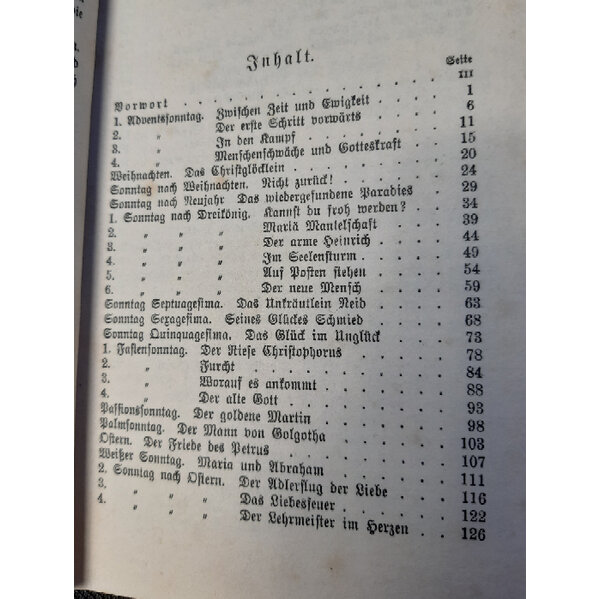 ie
n.
d
ch
Inhalt.
Seite
Vorwort . . . . . . . . . . . . . . III
1. Adventssonntag. Zwischen Zeit und Ewigkeit . . . . . 1
2. „ Der erste Schritt vorwärts . . . . . 6
3. „ In den Kampf . . . . . . . . . 11
4. „ Menschenschwäche und Gotteskraft . . . 15
Weihnachten. Das Christglöcklein . . . . . . . . . 20
Sonntag nach Weihnachten. Nicht zurück! . . . . . . . 24
Sonntag nach Neujahr. Das wiedergefundene Paradies . . . 29
1. Sonntag nach Dreikönig. Kannst du froh werden? . . . . 34
2. „ „ „ Mariä Mantelschaft . . . . . 39
3. „ „ „ Der arme Heinrich . . . . . . 44
4. „ „ „ Im Seelensturm . . . . . . . 49
5. „ „ „ Auf Posten stehen . . . . . . 54
6. „ „ „ Der neue Mensch . . . . . . . 59
Sonntag Septuagesima. Das Unkräutlein Neid . . . . . . 63
Sonntag Sexagesima. Seines Glückes Schmied . . . . . . 68
Sonntag Quinquagesima. Das Glück im Unglück . . . . . 73
1. Fastensonntag. Der Riese Christophorus . . . . . . . 78
2. „ Furcht . . . . . . . . . . . . 84
3. „ Worauf es ankommt . . . . . . . 88
4. „ Der alte Gott . . . . . . . . . 93
Passionssonntag. Der goldene Martin . . . . . . . . 98
Palmsonntag. Der Mann von Golgotha . . . . . . . . 103
Ostern. Der Friede des Petrus . . . . . . . . . . 107
Weißer Sonntag. Maria und Abraham . . . . . . . . 111
2. Sonntag nach Ostern. Der Adlerflug der Liebe . . . . . 116
3. „ „ „ Das Liebesfeuer . . . . . . . 122
4. „ „ „ Der Lehrmeister im Herzen . . . . 126